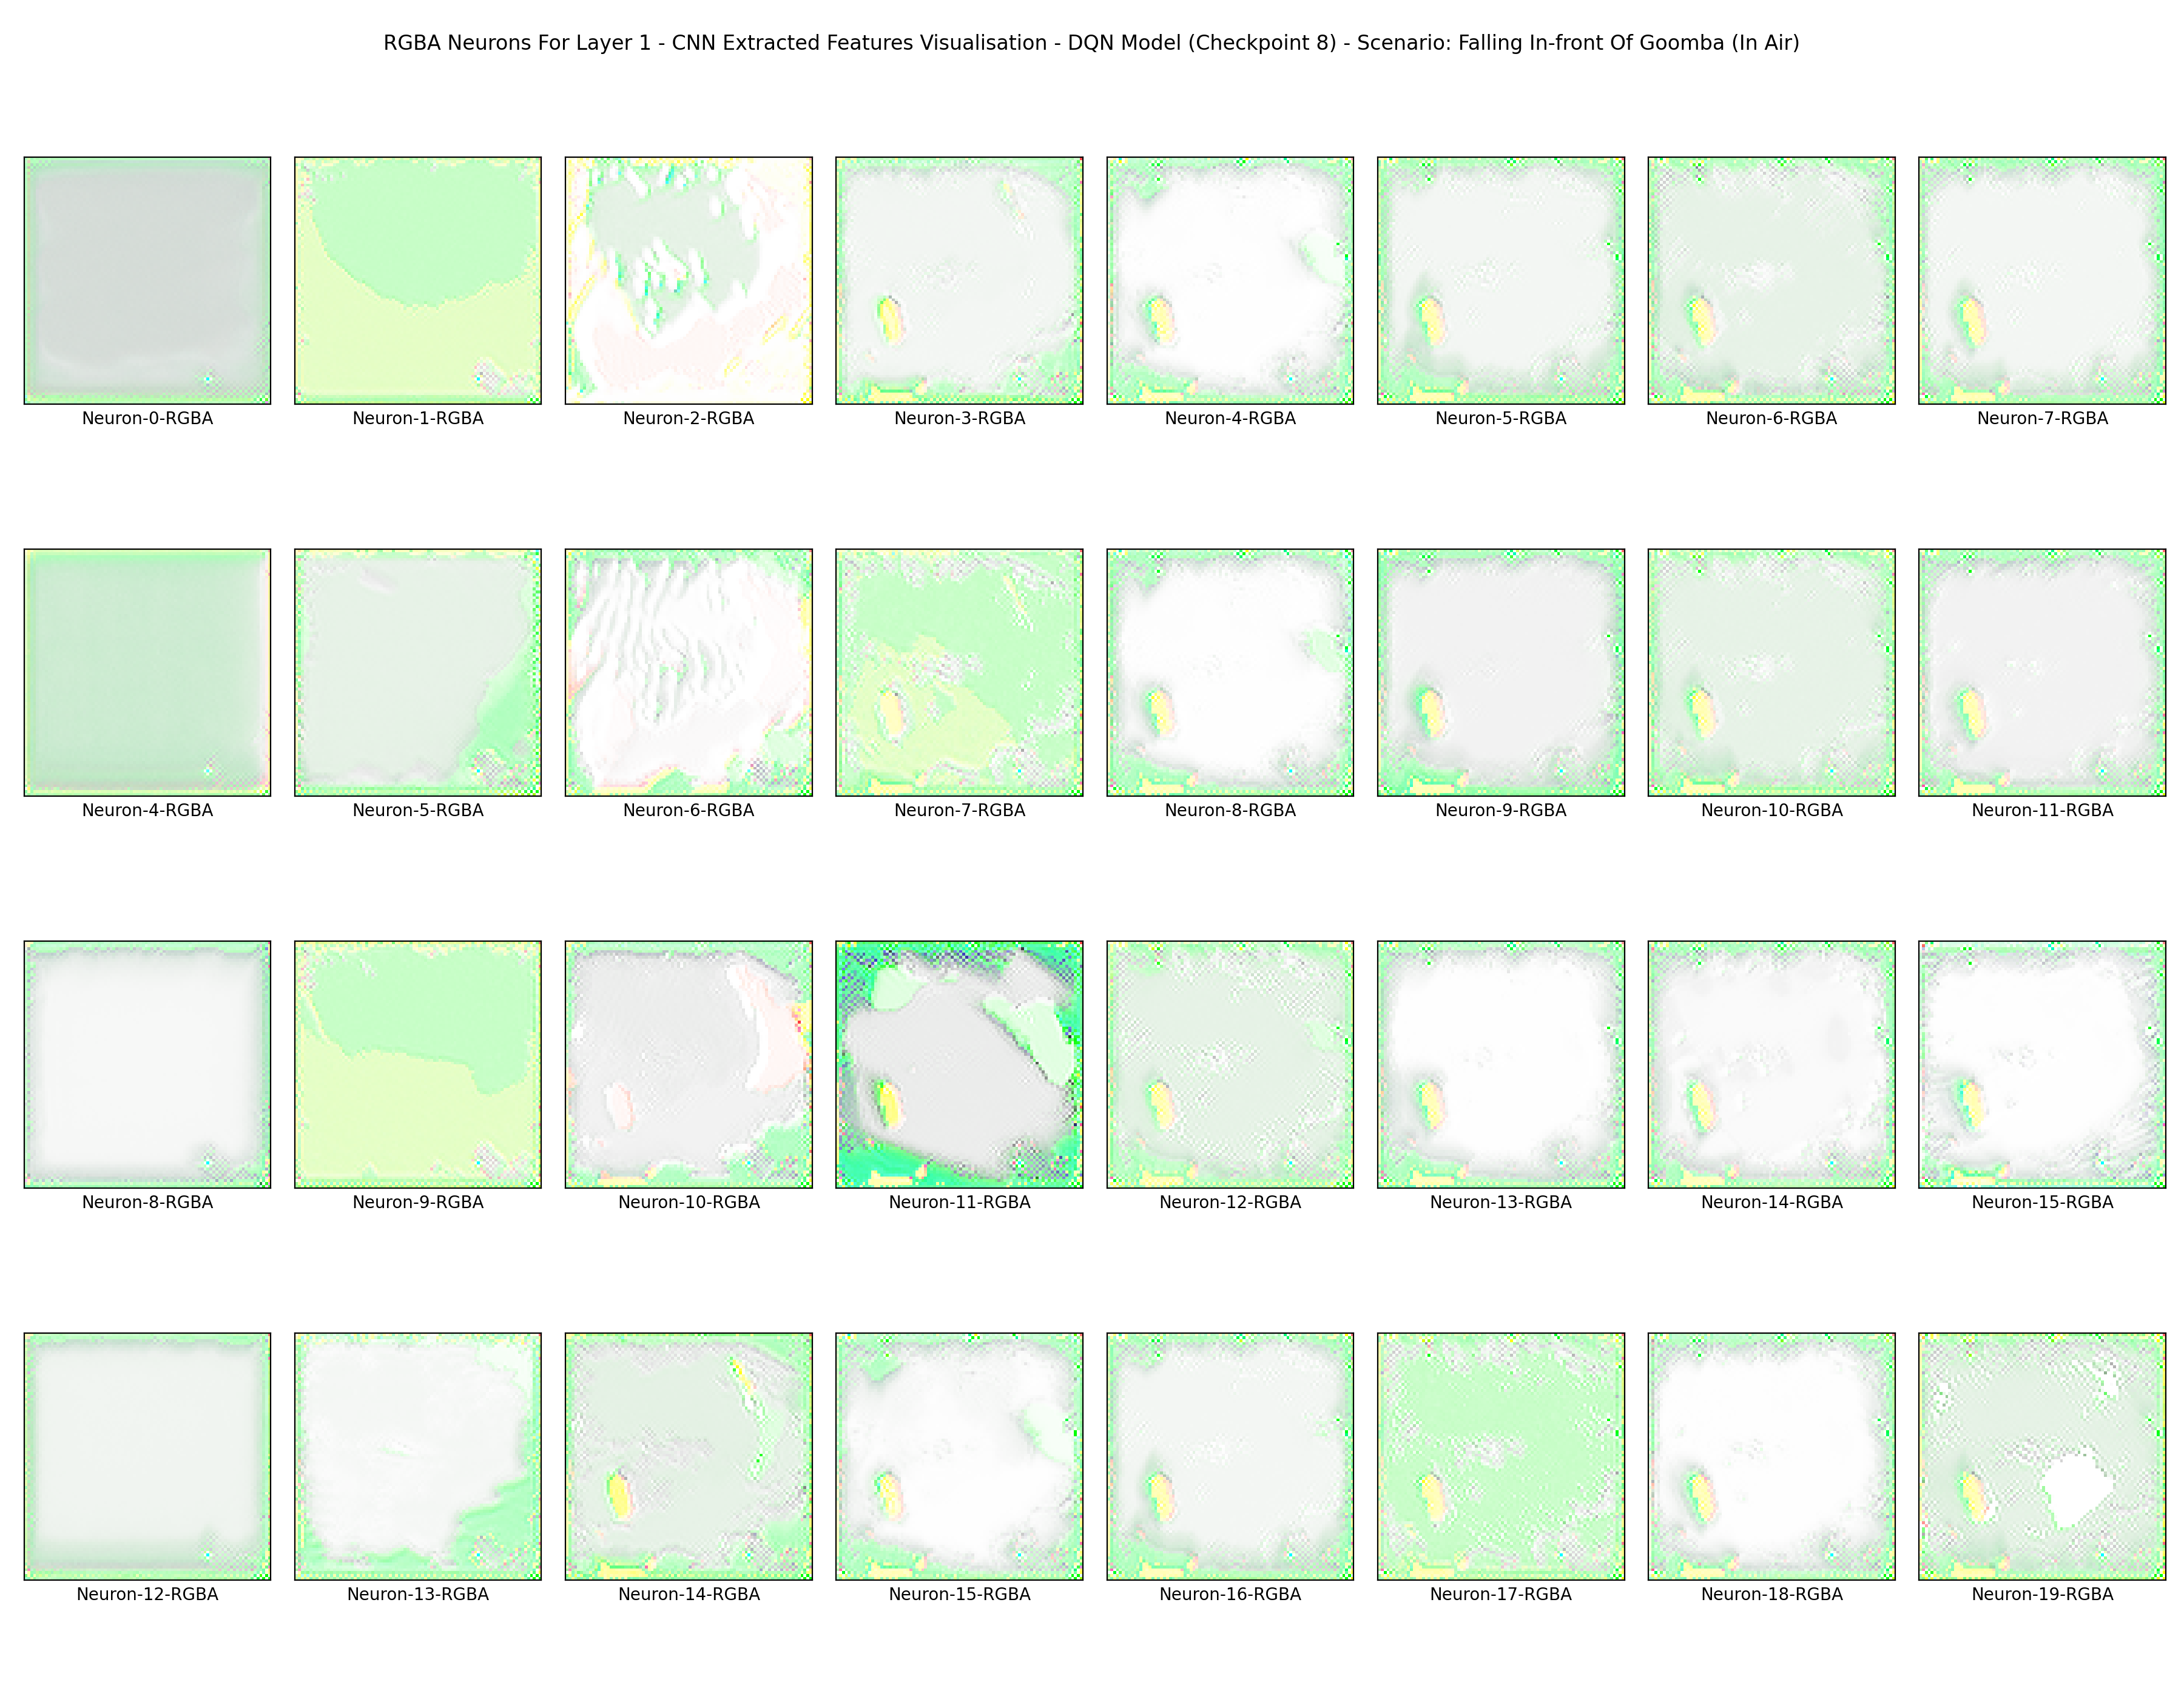 RGBA Neurons For Layer 1 - CNN Extracted Features Visualisation - DQN Model (Checkpoint 8) - Scenario: Falling In-front Of Goomba (In Air)
Neuron-0-RGBA Neuron-1-RGBA Neuron-2-RGBA Neuron-3-RGBA Neuron-4-RGBA Neuron-5-RGBA Neuron-6-RGBA Neuron-7-RGBA
Neuron-4-RGBA Neuron-5-RGBA Neuron-6-RGBA Neuron-7-RGBA Neuron-8-RGBA Neuron-9-RGBA Neuron-10-RGBA Neuron-11-RGBA
Neuron-8-RGBA Neuron-9-RGBA Neuron-10-RGBA Neuron-11-RGBA Neuron-12-RGBA Neuron-13-RGBA Neuron-14-RGBA Neuron-15-RGBA
Neuron-12-RGBA Neuron-13-RGBA Neuron-14-RGBA Neuron-15-RGBA Neuron-16-RGBA Neuron-17-RGBA Neuron-18-RGBA Neuron-19-RGBA